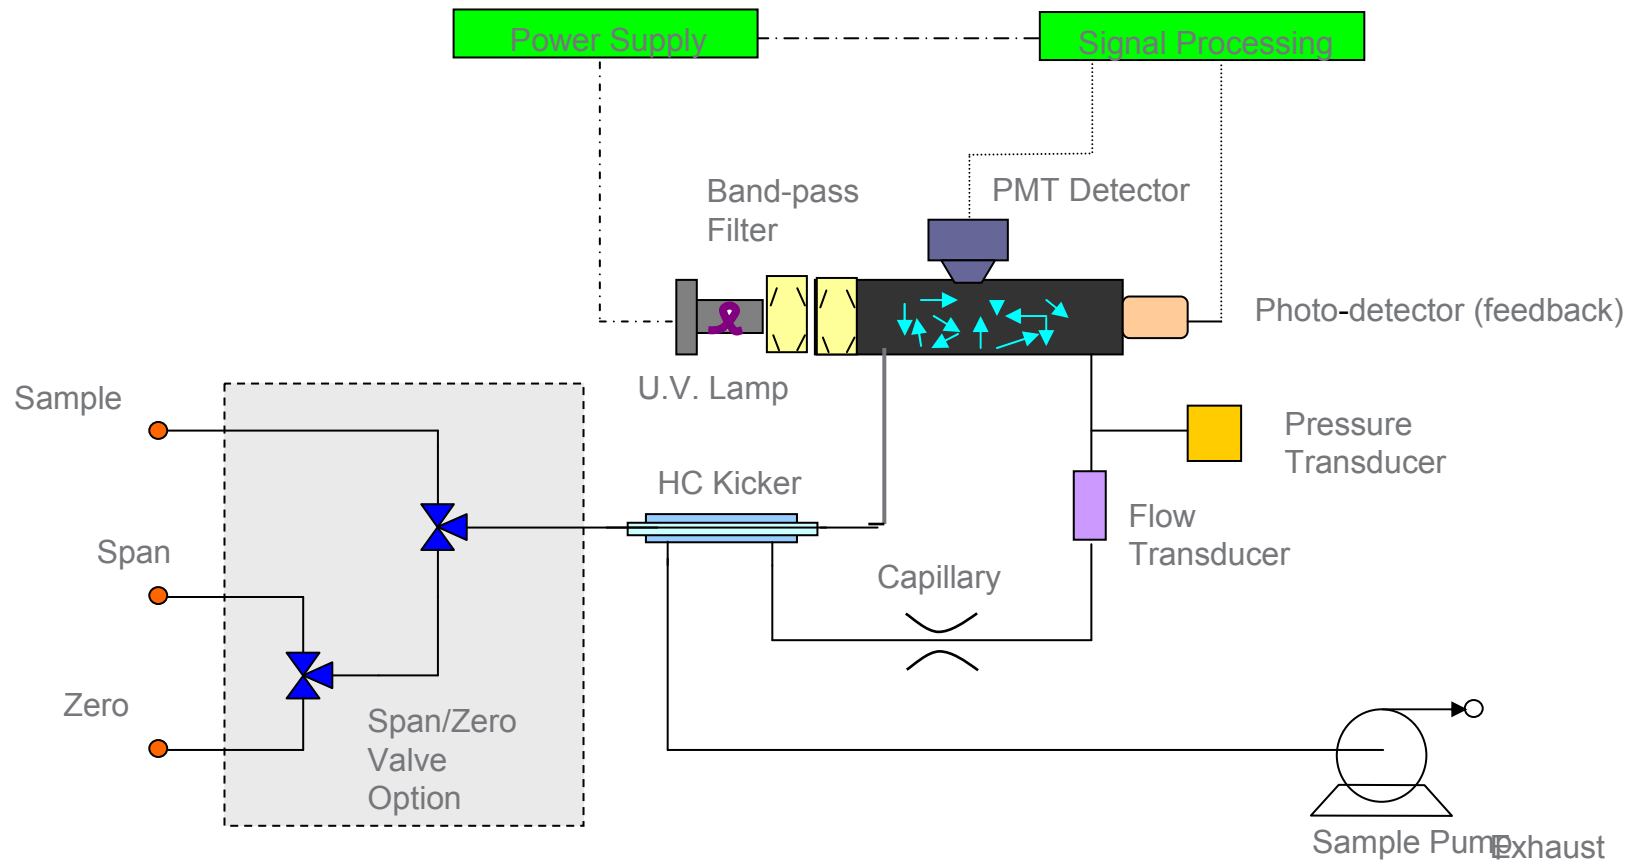 Power Supply
Signal Processing
Band-pass
Filter
PMT Detector
Photo-detector (feedback)
U.V. Lamp
Sample
Pressure
Transducer
HC Kicker
Flow
Transducer
Span
Capillary
Zero
Span/Zero
Valve
Option
Sample Pump
Exhaust